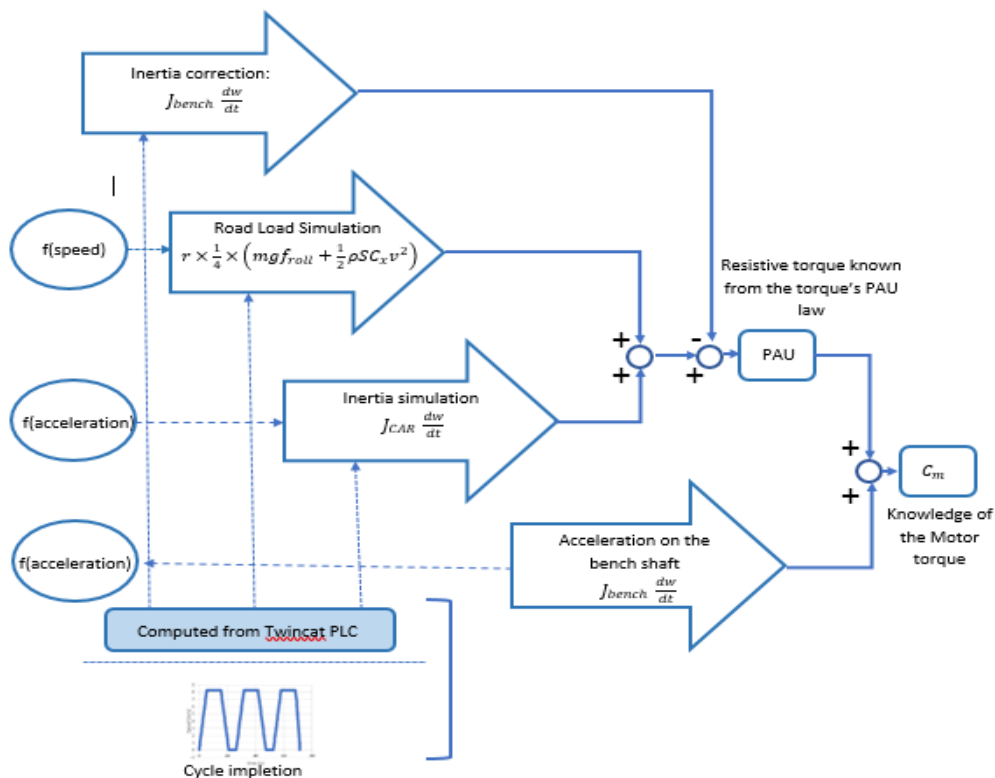 Inertia correction:
J_bench dw/dt
f(speed)
Road Load Simulation
r × 1/4 × (mgf_roll + 1/2 ρSC_x v²)
Resistive torque known
from the torque's PAU
law
-
+
+
+
PAU
f(acceleration)
Inertia simulation
J_CAR dw/dt
+
+
C_m
Knowledge of
the Motor
torque
f(acceleration)
Acceleration on the
bench shaft
J_bench dw/dt
Computed from Twincat PLC
Cycle impletion